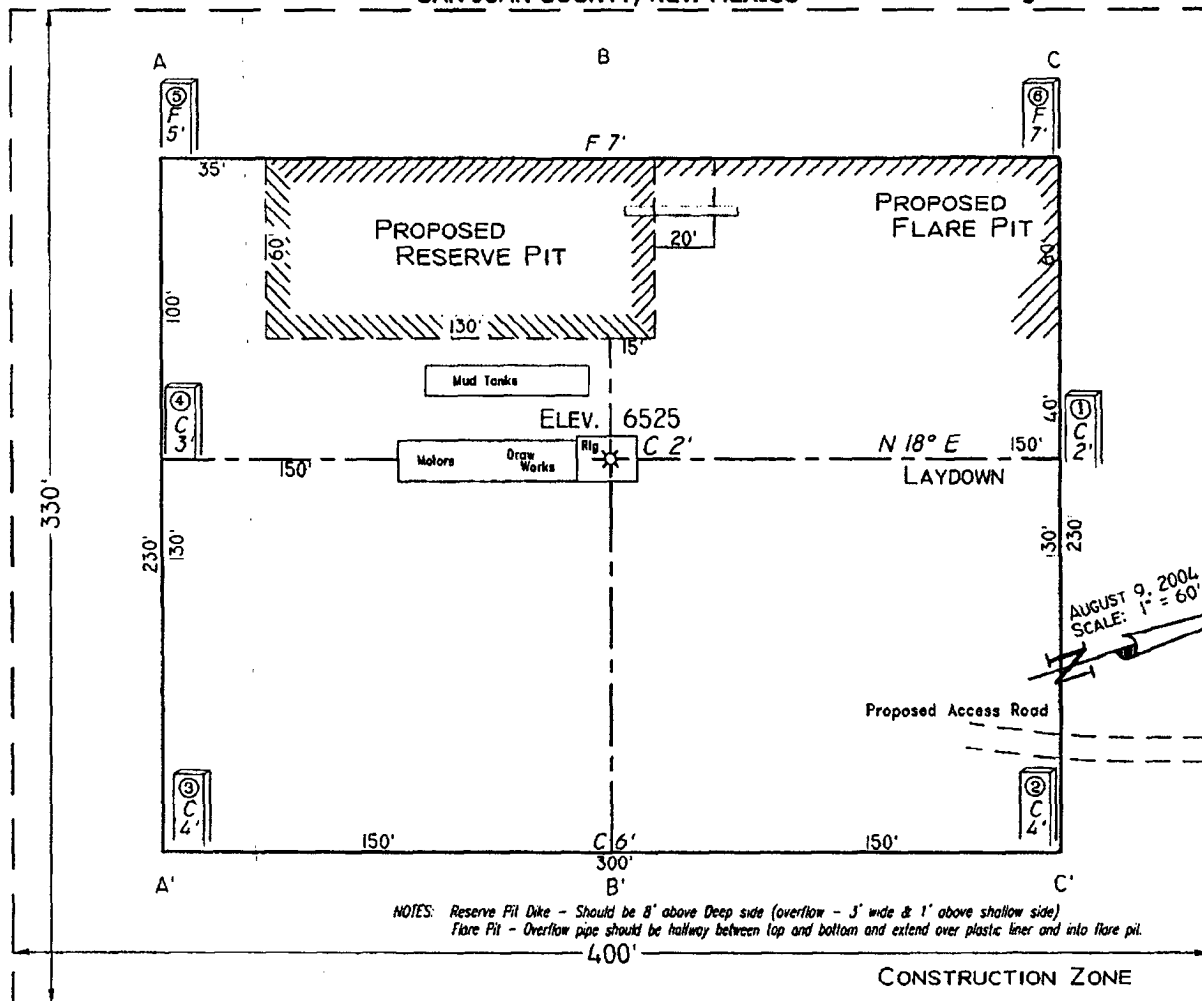 A
B
C
⑤
F
5'
⑥
F
7'
F 7'
35'
PROPOSED
RESERVE PIT
PROPOSED
FLARE PIT
20'
60'
60'
100'
130'
15'
Mud Tanks
④
C
3'
ELEV. 6525
40'
①
C
2'
Motors
Draw
Works
Rig
C 2'
N 18° E
150'
150'
LAYDOWN
330'
230'
130'
130'
230'
AUGUST 9, 2004
SCALE: 1" = 60'
Proposed Access Road
③
C
4'
②
C
4'
150'
C 6'
150'
300'
A'
B'
C'
NOTES: Reserve Pit Dike - Should be 8' above Deep side (overflow - 3' wide & 1' above shallow side)
Flare Pit - Overflow pipe should be halfway between top and bottom and extend over plastic liner and into flare pit.
400'
CONSTRUCTION ZONE